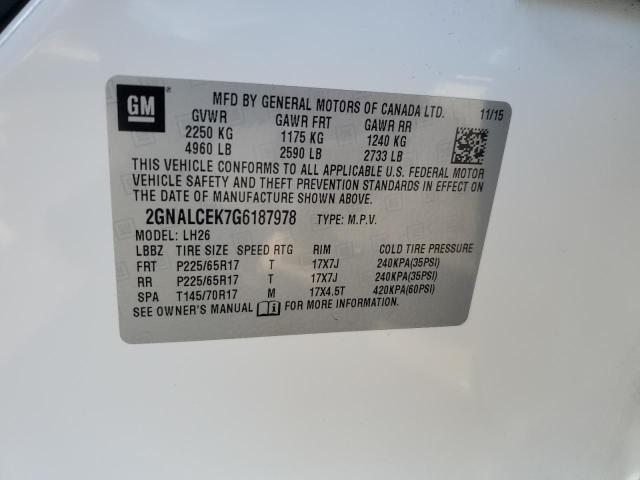 GM
MFD BY GENERAL MOTORS OF CANADA LTD. 11/15
GVWR GAWR FRT GAWR RR
2250 KG 1175 KG 1240 KG
4960 LB 2590 LB 2733 LB
THIS VEHICLE CONFORMS TO ALL APPLICABLE U.S. FEDERAL MOTOR
VEHICLE SAFETY AND THEFT PREVENTION STANDARDS IN EFFECT ON
THE DATE OF MANUFACTURE SHOWN ABOVE.
2GNALCEK7G6187978 TYPE: M.P.V.
MODEL: LH26
LBBZ TIRE SIZE SPEED RTG RIM COLD TIRE PRESSURE
FRT P225/65R17 T 17X7J 240KPA(35PSI)
RR P225/65R17 T 17X7J 240KPA(35PSI)
SPA T145/70R17 M 17X4.5T 420KPA(60PSI)
SEE OWNER'S MANUAL FOR MORE INFORMATION.